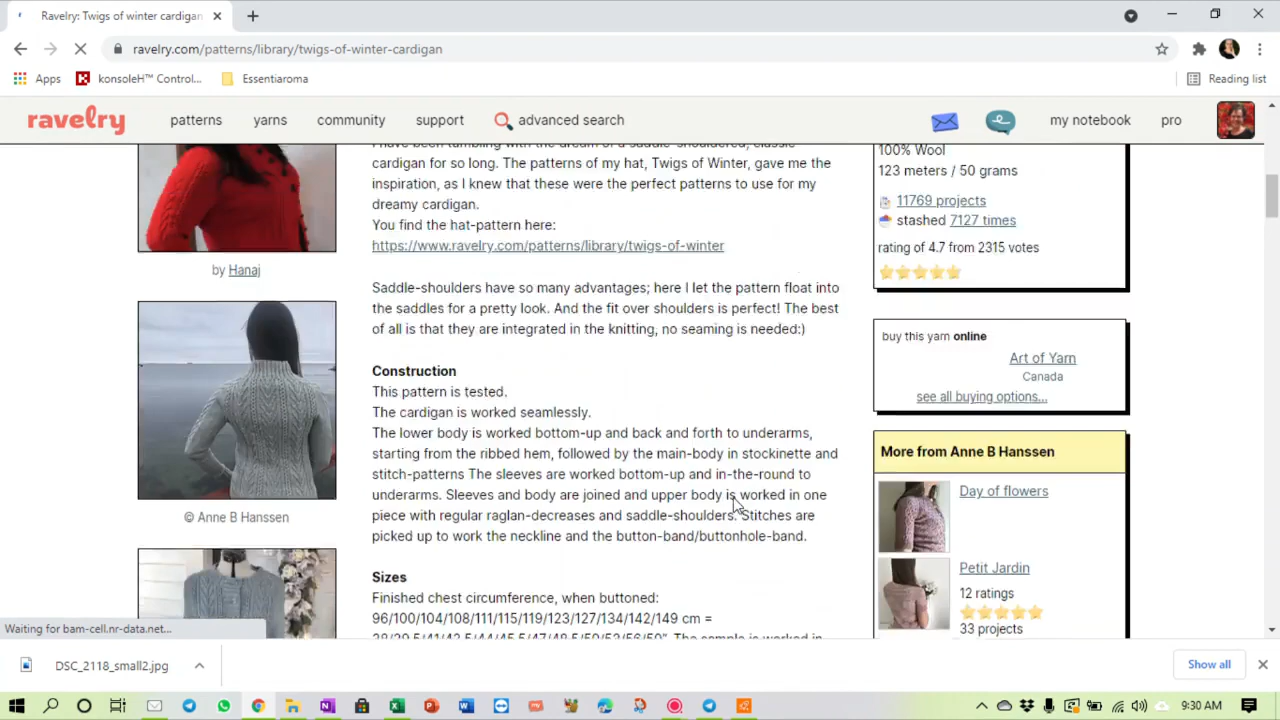 Ravelry: Twigs of winter cardigan
ravelry.com/patterns/library/twigs-of-winter-cardigan
Apps
konsoleH™ Control...
Essentiaroma
Reading list
ravelry
patterns
yarns
community
support
advanced search
my notebook
pro
cardigan for so long. The patterns of my hat, Twigs of Winter, gave me the
inspiration, as I knew that these were the perfect patterns to use for my
dreamy cardigan.
You find the hat-pattern here:
https://www.ravelry.com/patterns/library/twigs-of-winter
Saddle-shoulders have so many advantages; here I let the pattern float into
the saddles for a pretty look. And the fit over shoulders is perfect! The best
of all is that they are integrated in the knitting, no seaming is needed:)
Construction
This pattern is tested.
The cardigan is worked seamlessly.
The lower body is worked bottom-up and back and forth to underarms,
starting from the ribbed hem, followed by the main-body in stockinette and
stitch-patterns The sleeves are worked bottom-up and in-the-round to
underarms. Sleeves and body are joined and upper body is worked in one
piece with regular raglan-decreases and saddle-shoulders. Stitches are
picked up to work the neckline and the button-band/buttonhole-band.
Sizes
Finished chest circumference, when buttoned:
96/100/104/108/111/115/119/123/127/134/142/149 cm =
by Hanaj
© Anne B Hanssen
100% Wool
123 meters / 50 grams
11769 projects
stashed 7127 times
rating of 4.7 from 2315 votes
buy this yarn online
Art of Yarn
Canada
see all buying options...
More from Anne B Hanssen
Day of flowers
Petit Jardin
12 ratings
33 projects
Waiting for bam-cell.nr-data.net...
DSC_2118_small2.jpg
Show all
9:30 AM